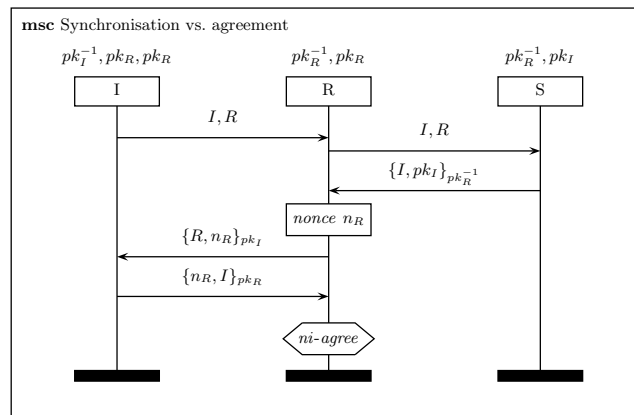 msc Synchronisation vs. agreement
pk_I^{-1}, pk_R, pk_R
pk_R^{-1}, pk_R
pk_R^{-1}, pk_I
I
R
S
I, R
I, R
{I, pk_I}_{pk_R^{-1}}
nonce n_R
{R, n_R}_{pk_I}
{n_R, I}_{pk_R}
ni-agree